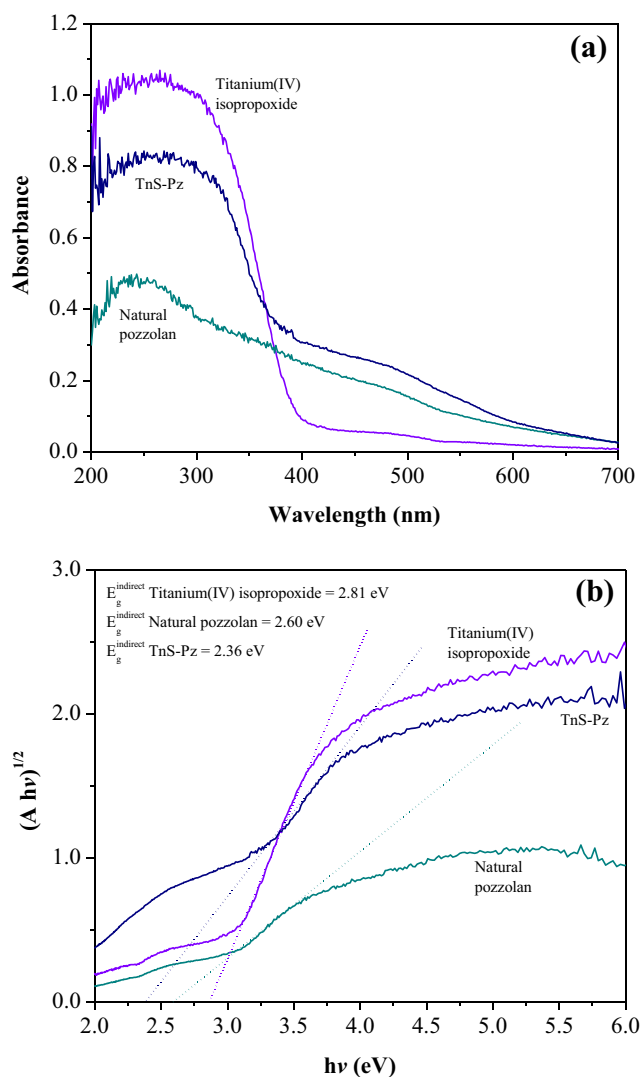 (a)
1.2
1.0
0.8
0.6
0.4
0.2
0.0
Absorbance
Titanium(IV)
isopropoxide
TnS-Pz
Natural
pozzolan
200 300 400 500 600 700
Wavelength (nm)
(b)
3.0
2.0
1.0
0.0
(A hν)^1/2
E_g^indirect Titanium(IV) isopropoxide = 2.81 eV
E_g^indirect Natural pozzolan = 2.60 eV
E_g^indirect TnS-Pz = 2.36 eV
Titanium(IV)
isopropoxide
TnS-Pz
Natural
pozzolan
2.0 2.5 3.0 3.5 4.0 4.5 5.0 5.5 6.0
hν (eV)